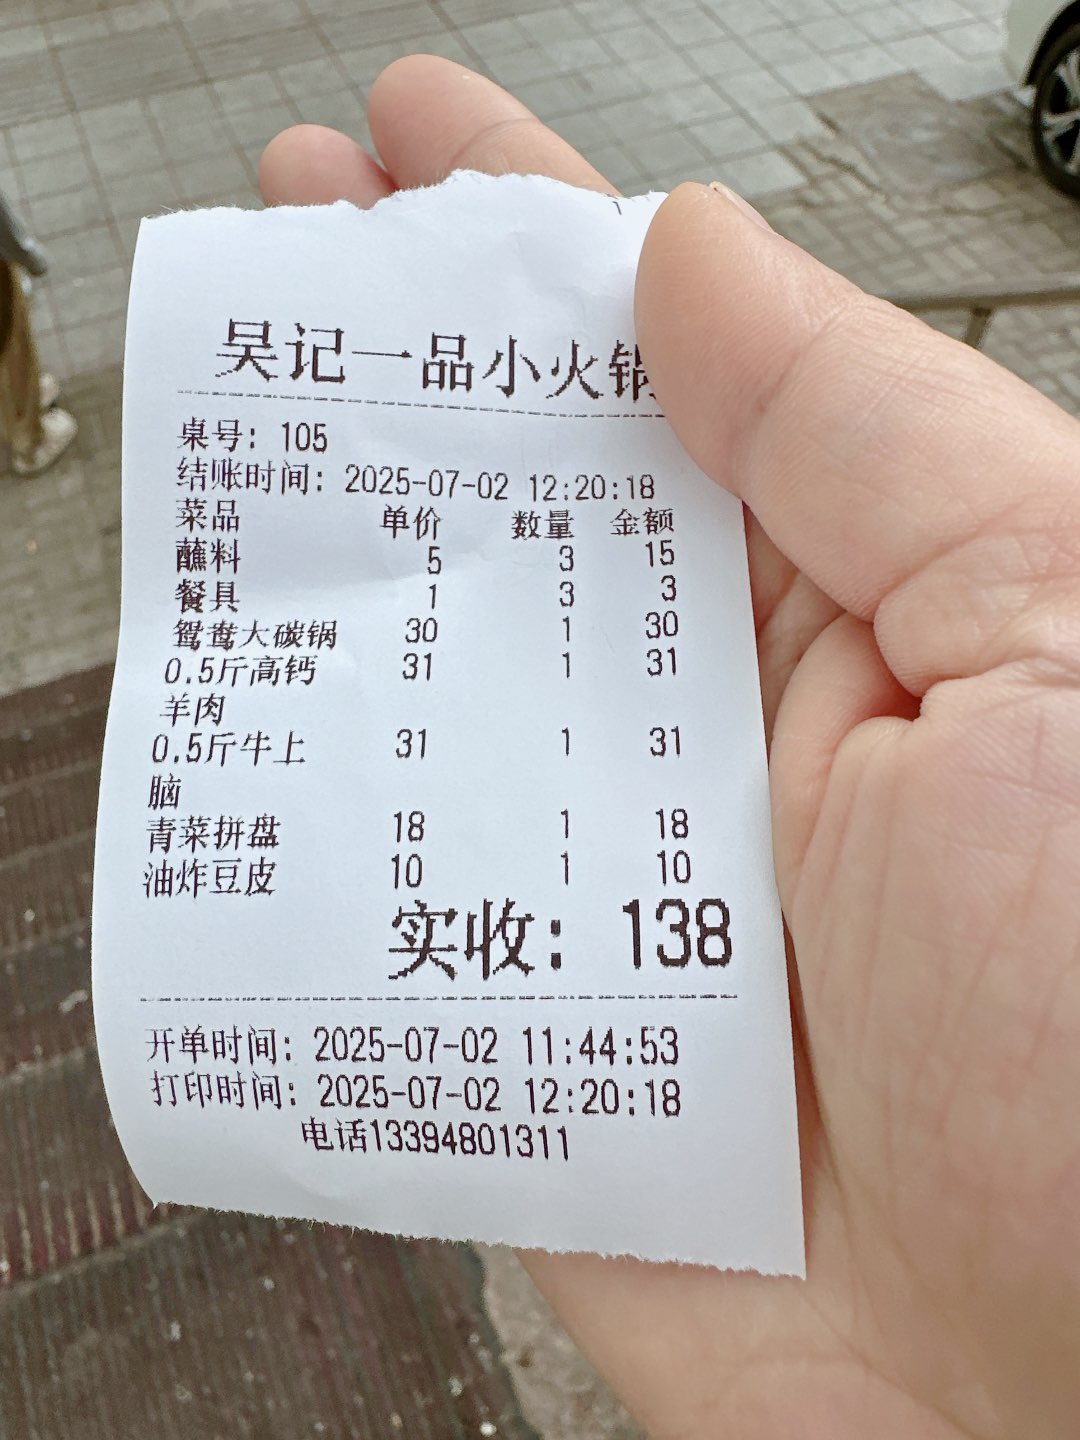 吴记一品小火锅
桌号: 105
结账时间: 2025-07-02 12:20:18
菜品 单价 数量 金额
蘸料 5 3 15
餐具 1 3 3
鸳鸯大碳锅 30 1 30
0.5斤高钙 31 1 31
羊肉
0.5斤牛上 31 1 31
脑
青菜拼盘 18 1 18
油炸豆皮 10 1 10
实收: 138
开单时间: 2025-07-02 11:44:53
打印时间: 2025-07-02 12:20:18
电话13394801311